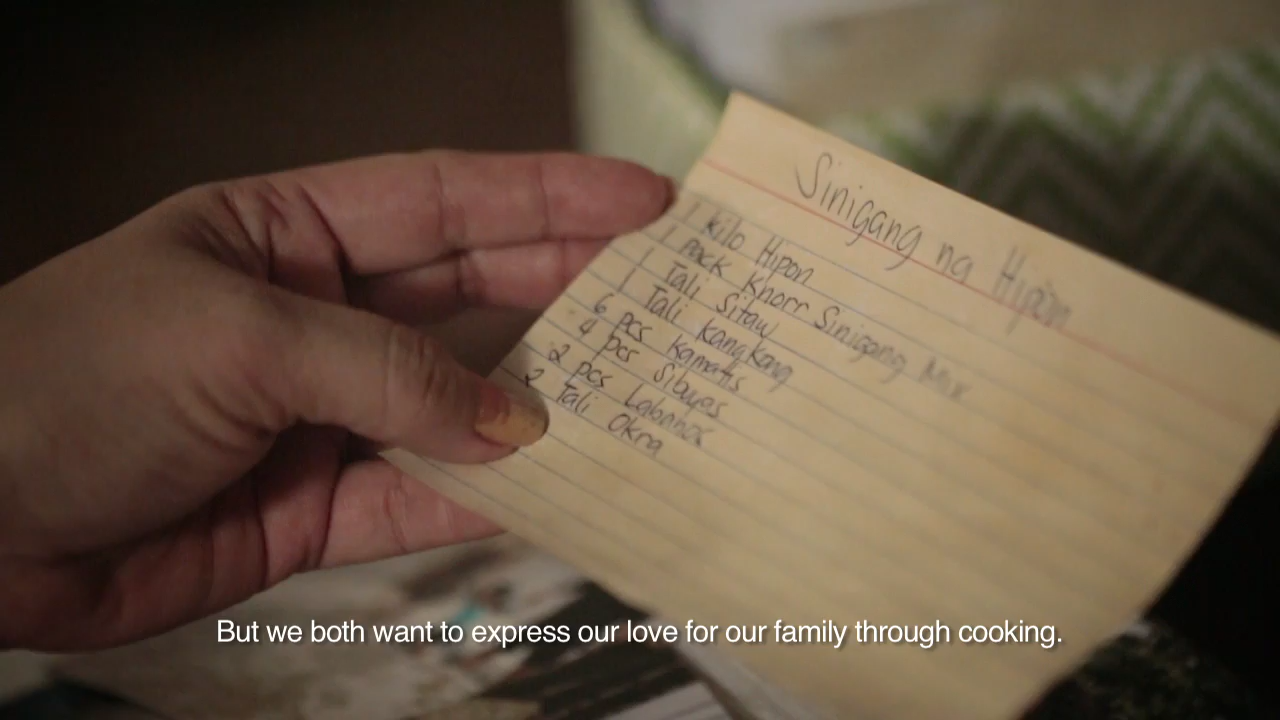 Sinigang na Hipon
1 kilo Hipon
1 pack Knorr Sinigang Mix
1 Tali Sitaw
1 Tali kangkong
6 pcs kamatis
4 pcs Sibuyas
2 pcs Labanos
2 Tali Okra
But we both want to express our love for our family through cooking.